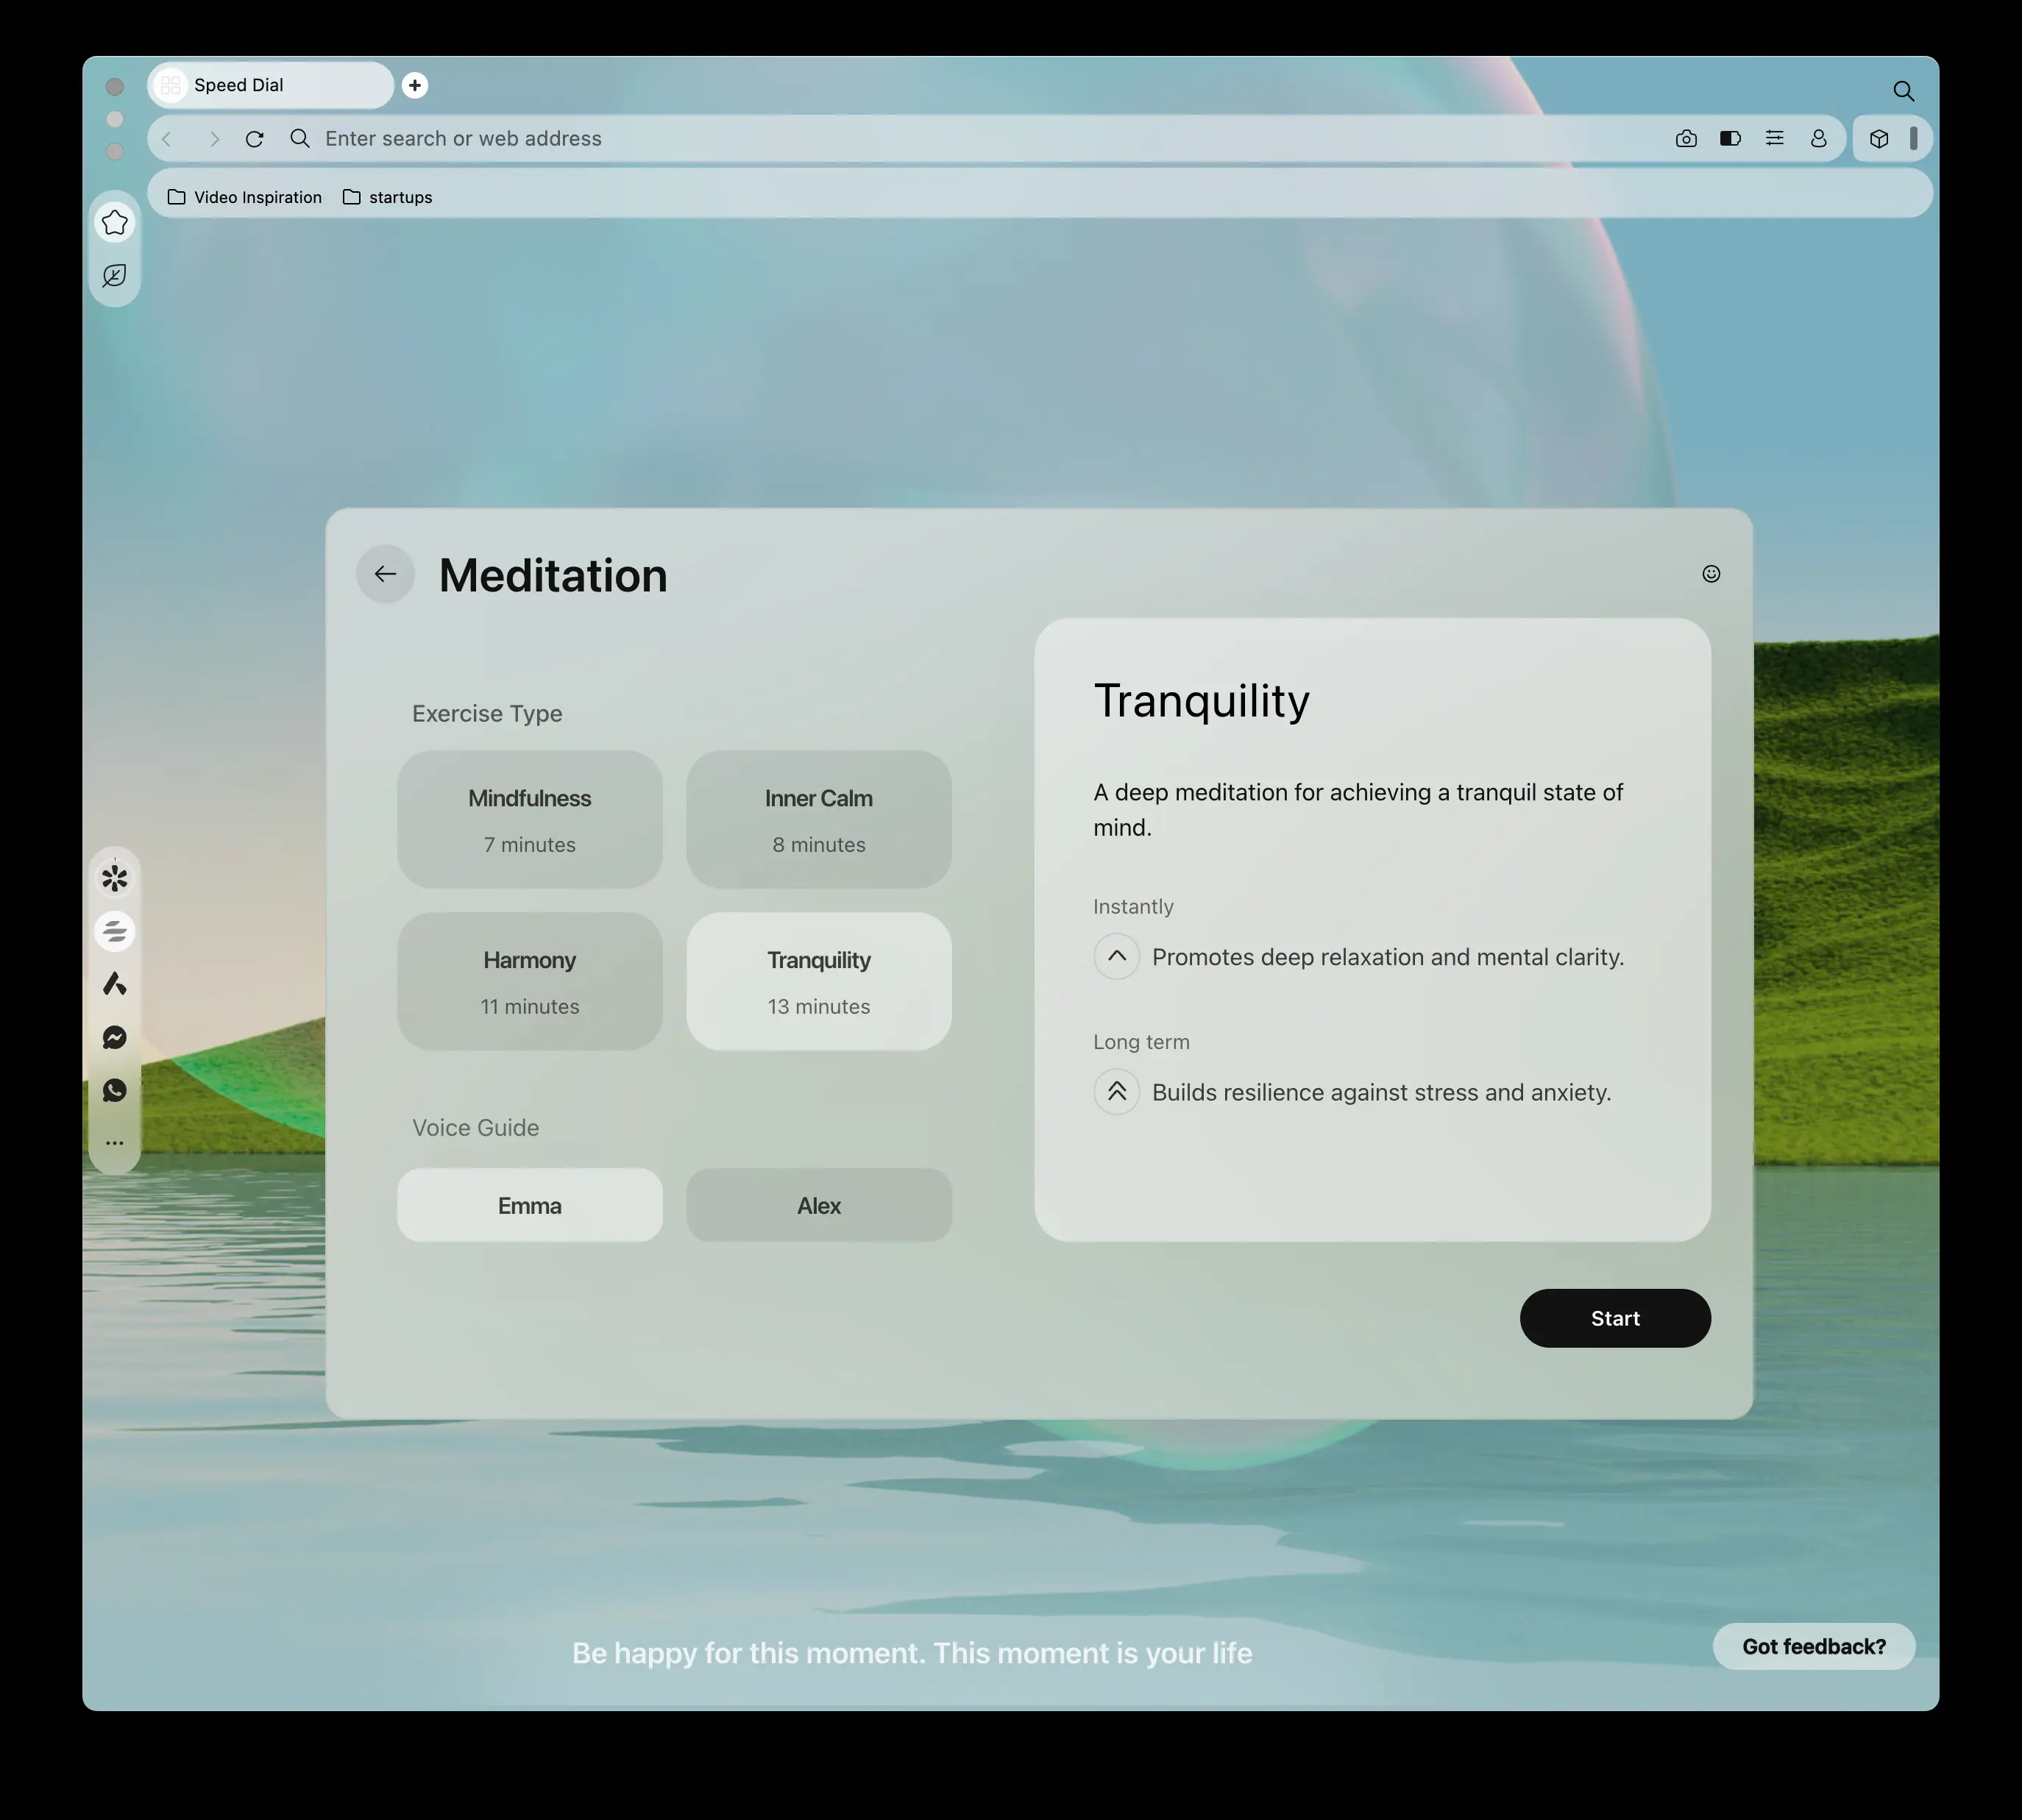 Speed Dial
Enter search or web address
Video Inspiration
startups
Meditation
Exercise Type
Mindfulness
7 minutes
Inner Calm
8 minutes
Harmony
11 minutes
Tranquility
13 minutes
Voice Guide
Emma
Alex
Tranquility
A deep meditation for achieving a tranquil state of
mind.
Instantly
Promotes deep relaxation and mental clarity.
Long term
Builds resilience against stress and anxiety.
Start
Be happy for this moment. This moment is your life
Got feedback?